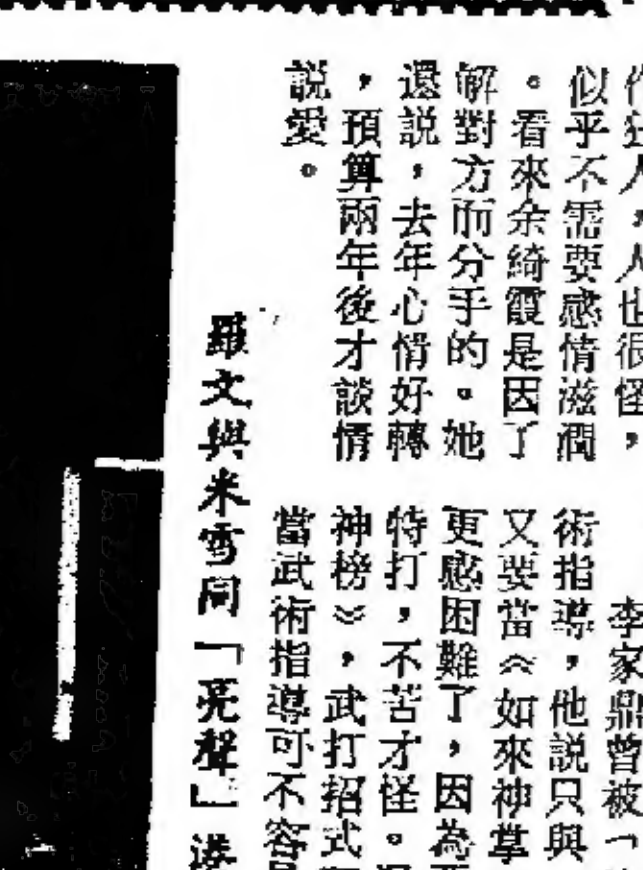 人,人也很怪,
似乎不需要感情滋潤
。看來余綺霞是因了
解對方而分手的。她
還説,去年心情好轉
,預算兩年後才談情
説愛。
李家鼎曾被「
術指導,他説只與
又要當《如來神掌
更感困難了,因為
特打,不苦才怪。
神榜》,武打招式
當武術指導可不容
羅文與米雪同「亮聲」